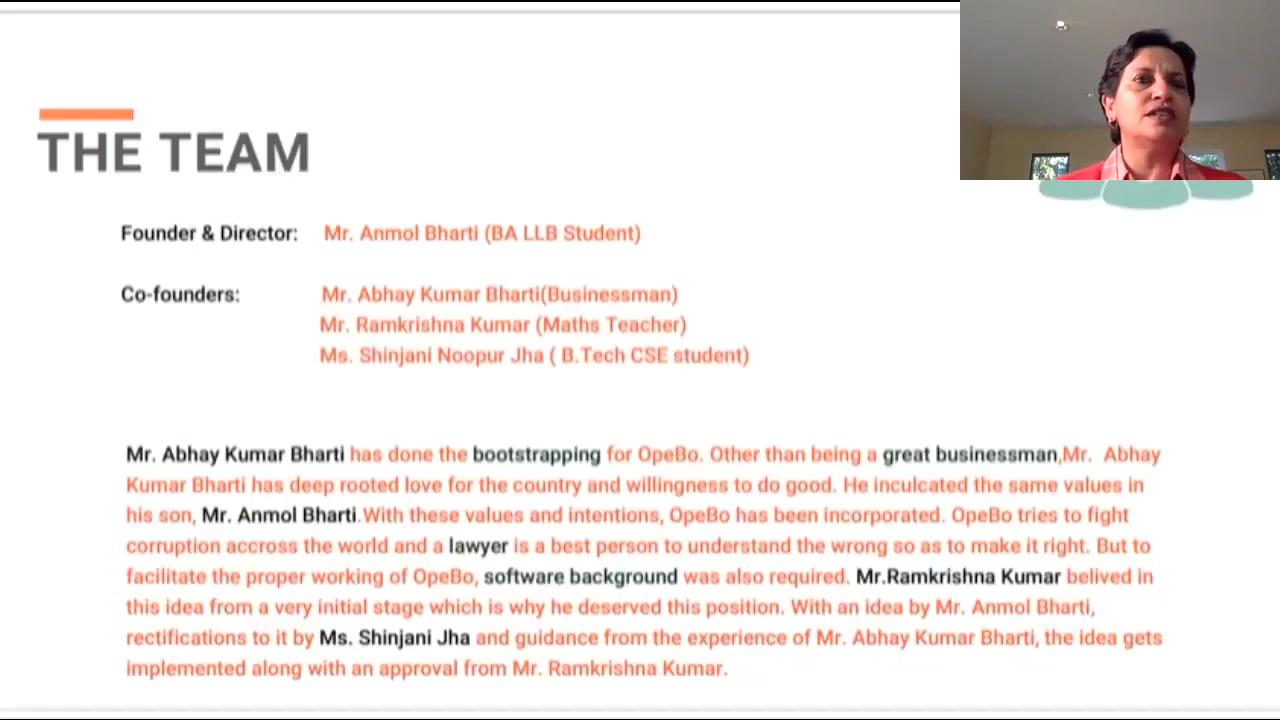 THE TEAM
Founder & Director: Mr. Anmol Bharti (BA LLB Student)
Co-founders: Mr. Abhay Kumar Bharti(Businessman)
Mr. Ramkrishna Kumar (Maths Teacher)
Ms. Shinjani Noopur Jha ( B.Tech CSE student)
Mr. Abhay Kumar Bharti has done the bootstrapping for OpeBo. Other than being a great businessman,Mr. Abhay
Kumar Bharti has deep rooted love for the country and willingness to do good. He inculcated the same values in
his son, Mr. Anmol Bharti.With these values and intentions, OpeBo has been incorporated. OpeBo tries to fight
corruption accross the world and a lawyer is a best person to understand the wrong so as to make it right. But to
facilitate the proper working of OpeBo, software background was also required. Mr.Ramkrishna Kumar belived in
this idea from a very initial stage which is why he deserved this position. With an idea by Mr. Anmol Bharti,
rectifications to it by Ms. Shinjani Jha and guidance from the experience of Mr. Abhay Kumar Bharti, the idea gets
implemented along with an approval from Mr. Ramkrishna Kumar.